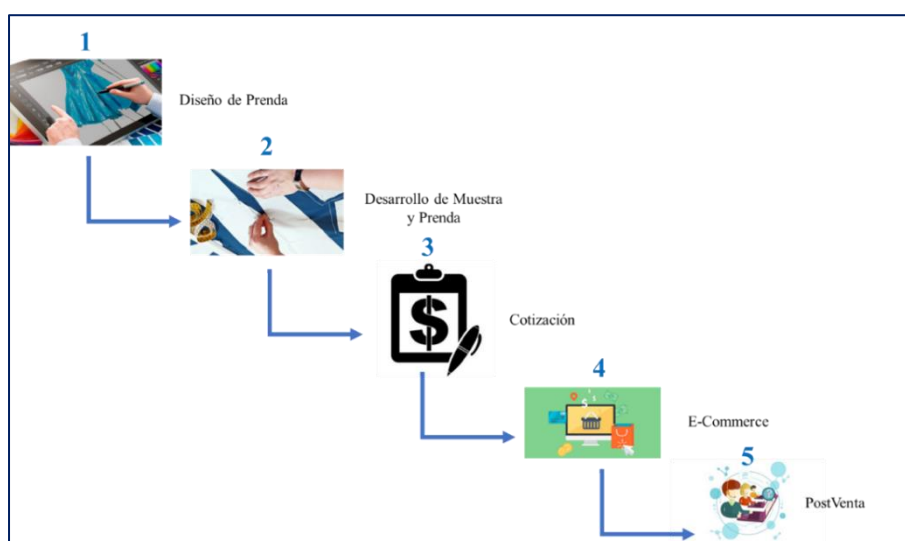 1
Diseño de Prenda
2
Desarrollo de Muestra
y Prenda
3
$
Cotización
4
E-Commerce
5
PostVenta